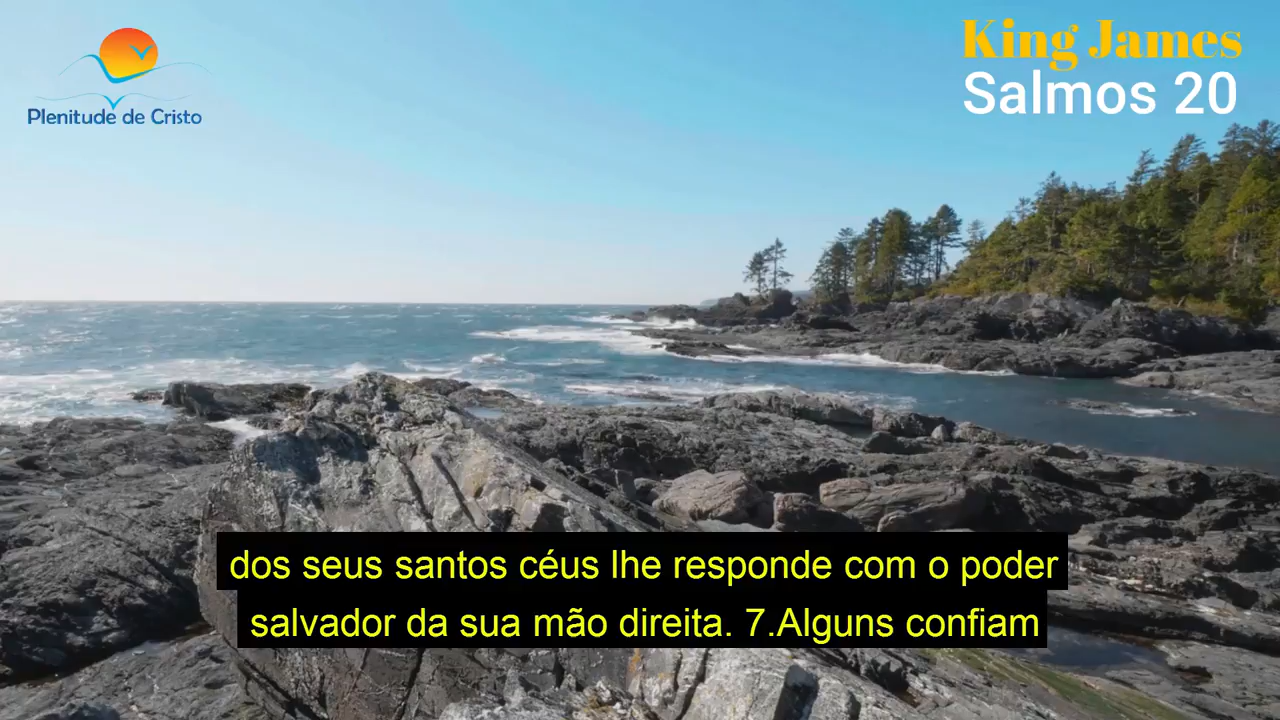 Plenitude de Cristo
King James
Salmos 20
dos seus santos céus lhe responde com o poder
salvador da sua mão direita. 7.Alguns confiam